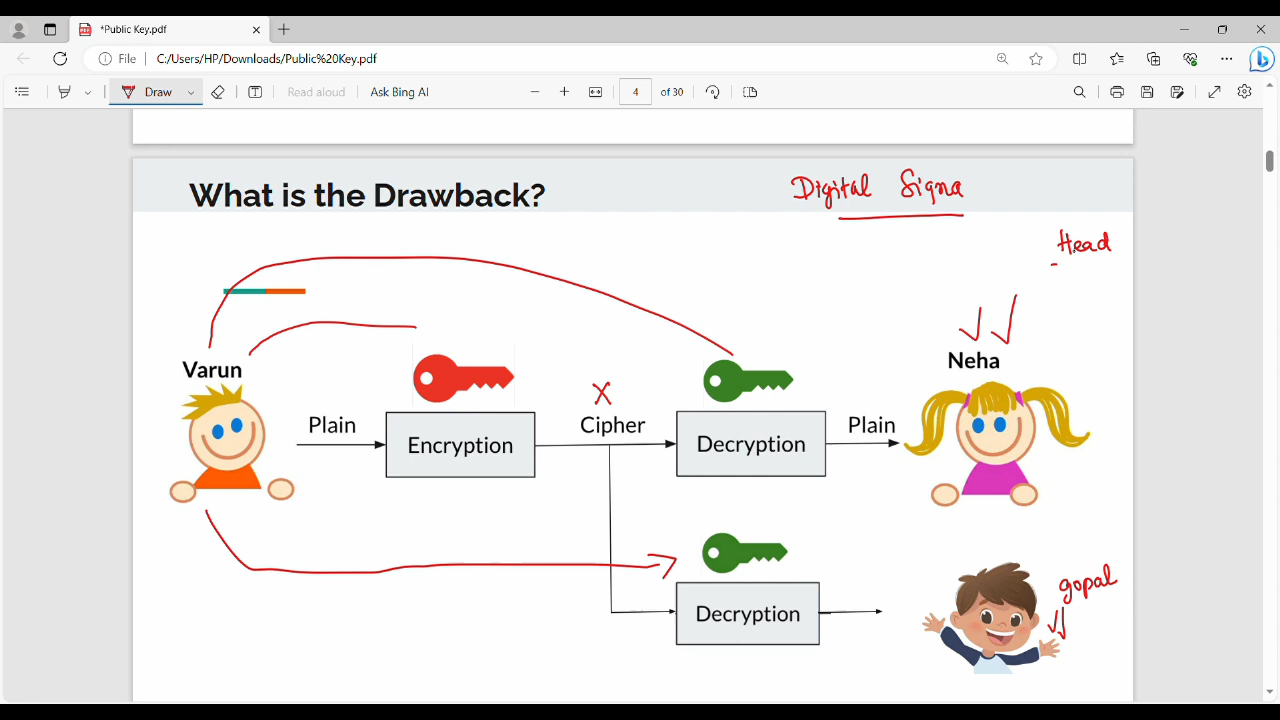 *Public Key.pdf
File C:/Users/HP/Downloads/Public%20Key.pdf
Draw Read aloud Ask Bing AI 4 of 30
What is the Drawback?
Digital Signa
Head
Varun
Neha
Plain
Encryption
X
Cipher
Decryption
Plain
Decryption
gopal